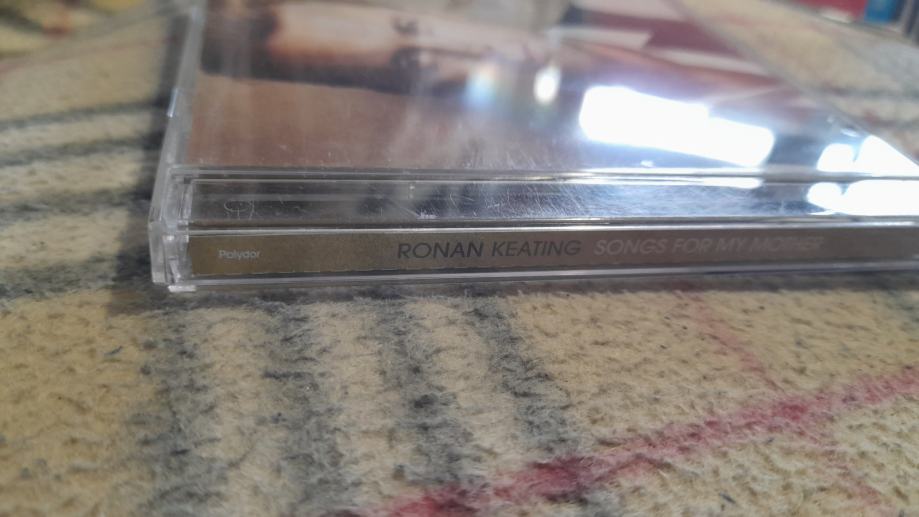 Polydor RONAN KEATING SONGS FOR MY MOTHER